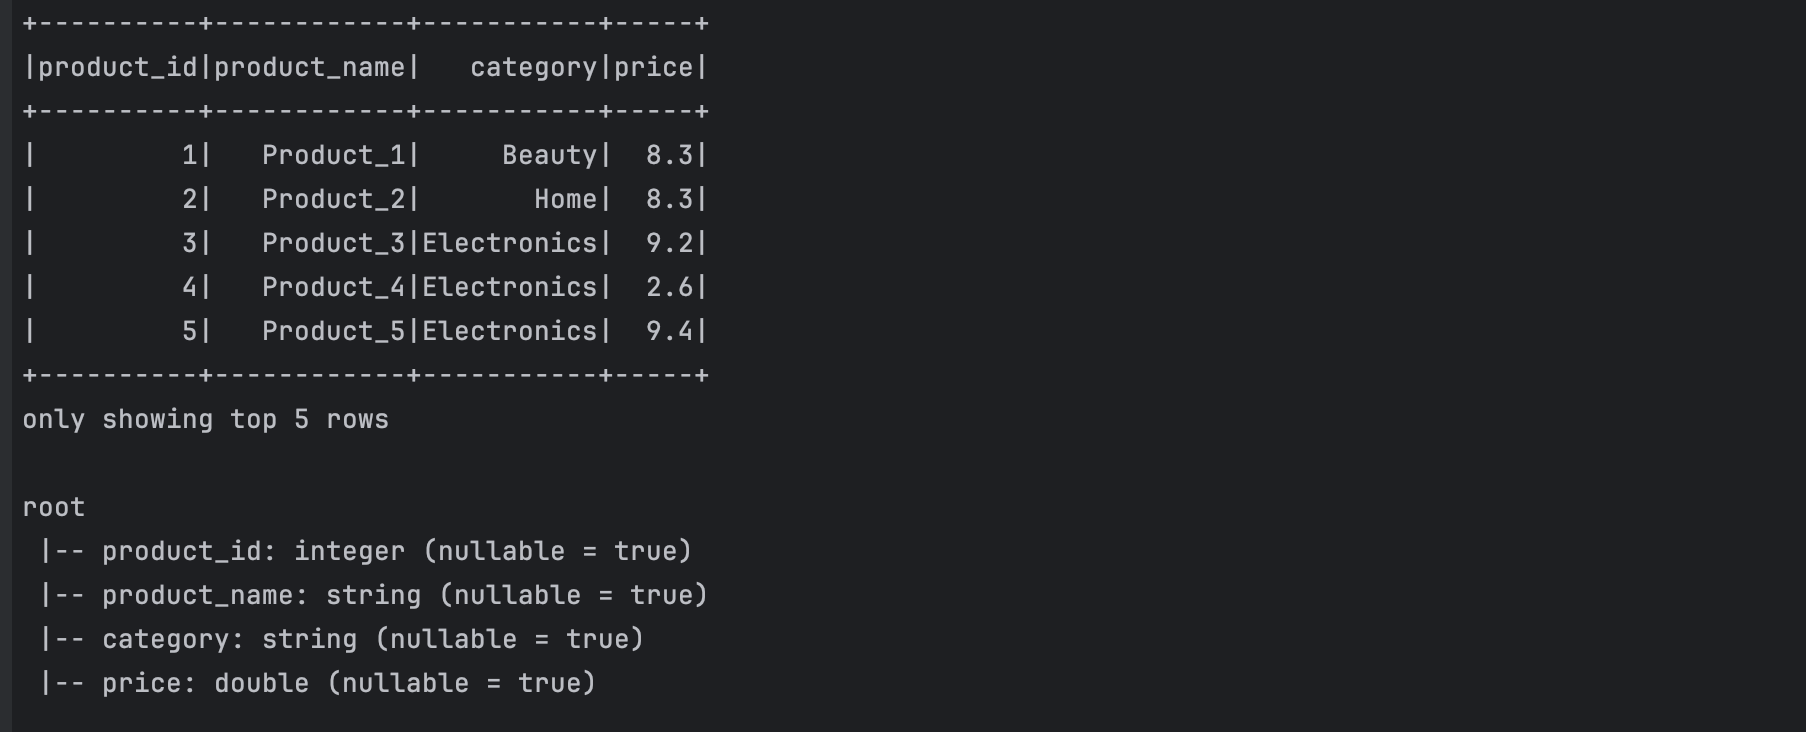 +----------+------------+-----------+-----+
|product_id|product_name|   category|price|
+----------+------------+-----------+-----+
|         1|   Product_1|     Beauty|  8.3|
|         2|   Product_2|       Home|  8.3|
|         3|   Product_3|Electronics|  9.2|
|         4|   Product_4|Electronics|  2.6|
|         5|   Product_5|Electronics|  9.4|
+----------+------------+-----------+-----+
only showing top 5 rows

root
 |-- product_id: integer (nullable = true)
 |-- product_name: string (nullable = true)
 |-- category: string (nullable = true)
 |-- price: double (nullable = true)